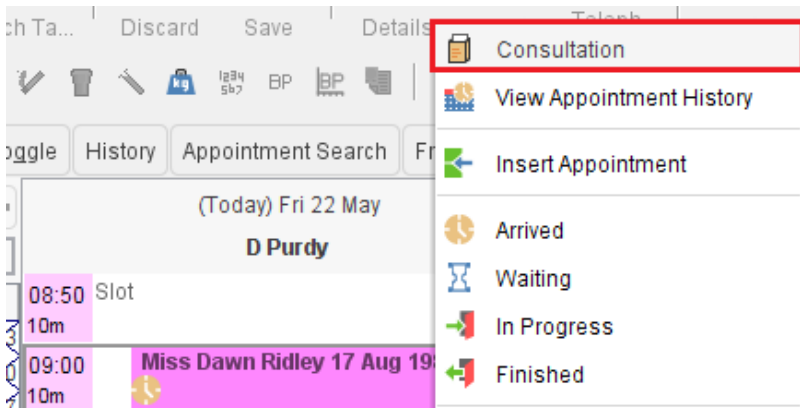 Discard Save Details
Consultation
BP BP
View Appointment History
History Appointment Search
Insert Appointment
(Today) Fri 22 May
D Purdy
Arrived
08:50 Slot
Waiting
10m
In Progress
09:00 Miss Dawn Ridley 17 Aug
Finished
10m